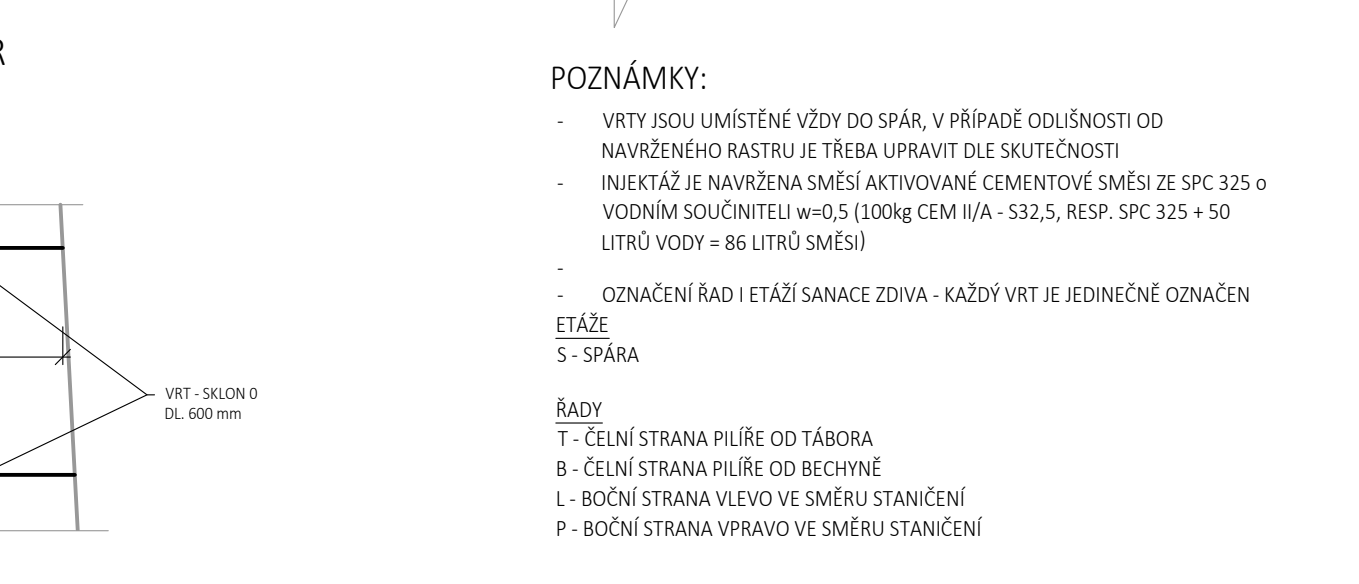 R
POZNÁMKY:
- VRTY JSOU UMÍSTĚNÉ VŽDY DO SPÁR, V PŘÍPADĚ ODLIŠNOSTI OD
NAVRŽENÉHO RASTRU JE TŘEBA UPRAVIT DLE SKUTEČNOSTI
- INJEKTÁŽ JE NAVRŽENA SMĚSÍ AKTIVOVANÉ CEMENTOVÉ SMĚSI ZE SPC 325 o
VODNÍM SOUČINITELI w=0,5 (100kg CEM II/A - S32,5, RESP. SPC 325 + 50
LITRŮ VODY = 86 LITRŮ SMĚSI)
-
- OZNAČENÍ ŘAD I ETÁŽÍ SANACE ZDIVA - KAŽDÝ VRT JE JEDINEČNĚ OZNAČEN
ETÁŽE
S - SPÁRA
VRT - SKLON 0
DL. 600 mm
ŘADY
T - ČELNÍ STRANA PILÍŘE OD TÁBORA
B - ČELNÍ STRANA PILÍŘE OD BECHYNĚ
L - BOČNÍ STRANA VLEVO VE SMĚRU STANIČENÍ
P - BOČNÍ STRANA VPRAVO VE SMĚRU STANIČENÍ